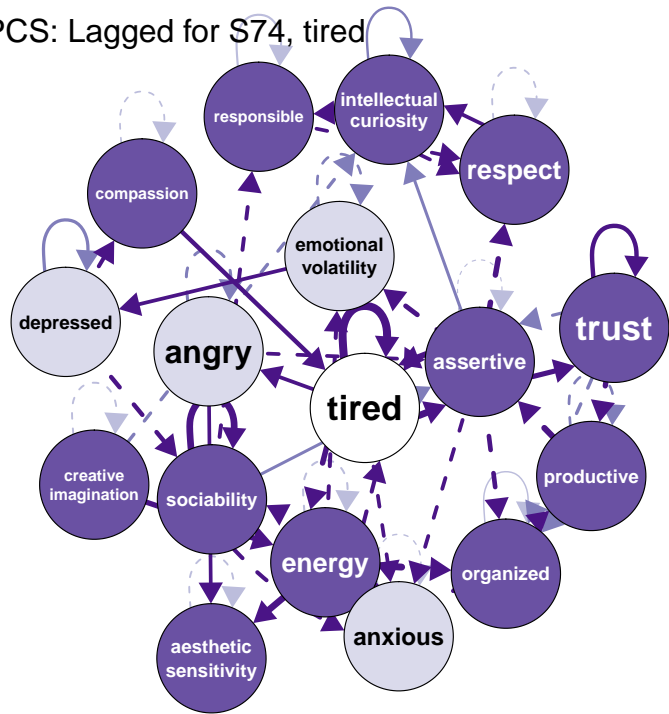 PCS: Lagged for S74, tired
responsible
intellectual
curiosity
respect
compassion
emotional
volatility
depressed
angry
trust
assertive
tired
creative
imagination
sociability
productive
energy
organized
anxious
aesthetic
sensitivity